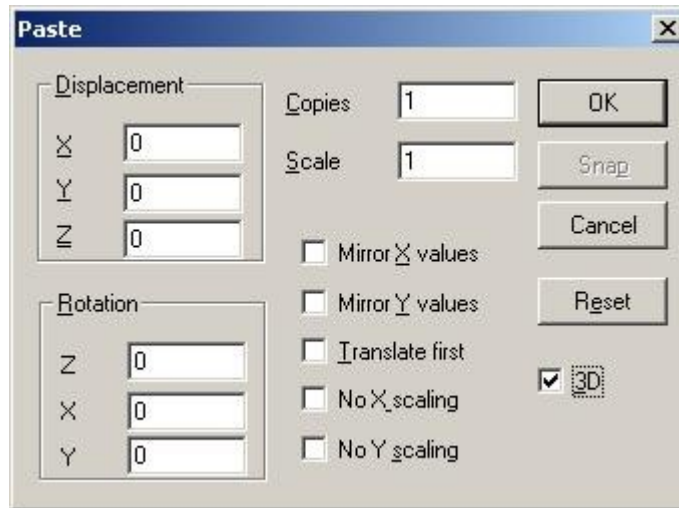 Paste
Displacement
X 0
Y 0
Z 0
Rotation
Z 0
X 0
Y 0
Copies 1
Scale 1
Mirror X values
Mirror Y values
Translate first
No X scaling
No Y scaling
OK
Snap
Cancel
Reset
3D